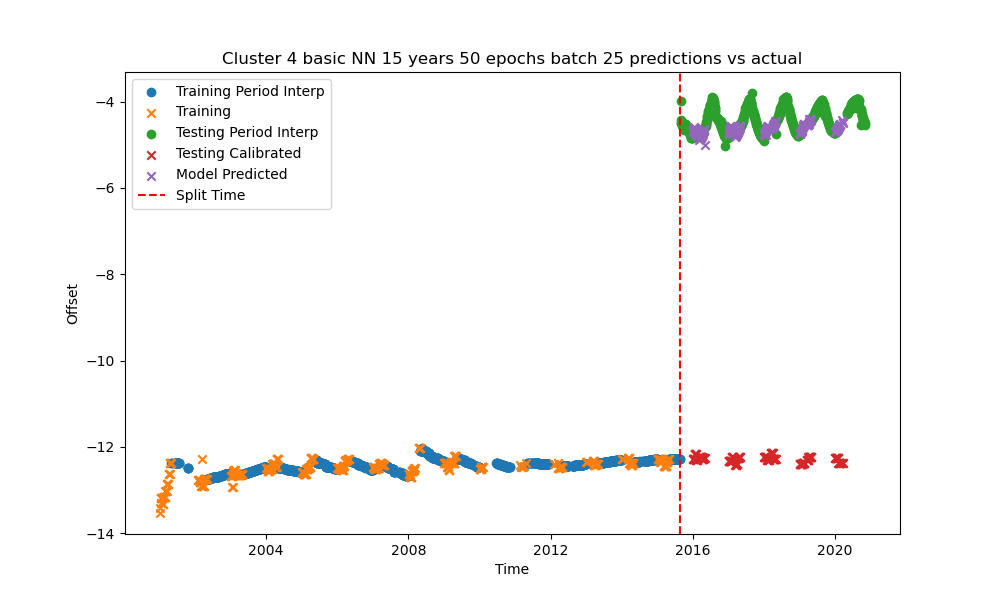 Cluster 4 basic NN 15 years 50 epochs batch 25 predictions vs actual
Training Period Interp
Training
Testing Period Interp
Testing Calibrated
Model Predicted
Split Time
−4
−6
−8
−10
−12
−14
Offset
2004
2008
2012
2016
2020
Time